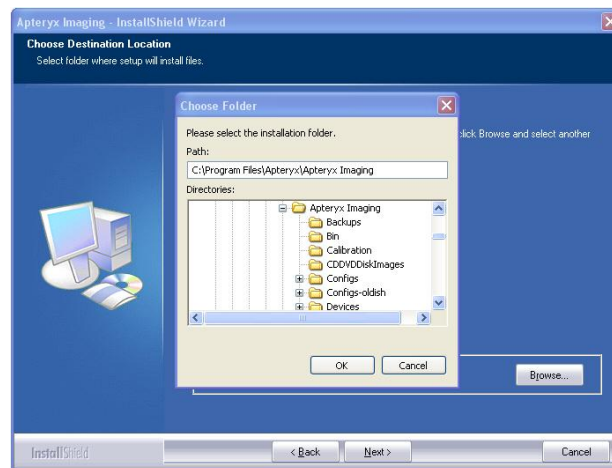 Apteryx Imaging - InstallShield Wizard
Choose Destination Location
Select folder where setup will install files.
Choose Folder
Please select the installation folder.
click Browse and select another
Path:
C:\Program Files\Apteryx\Apteryx Imaging
Directories:
Apteryx Imaging
Backups
Bin
Calibration
CDDVDDiskImages
Configs
Configs-oldish
Devices
OK
Cancel
Browse...
InstallShield
< Back
Next >
Cancel